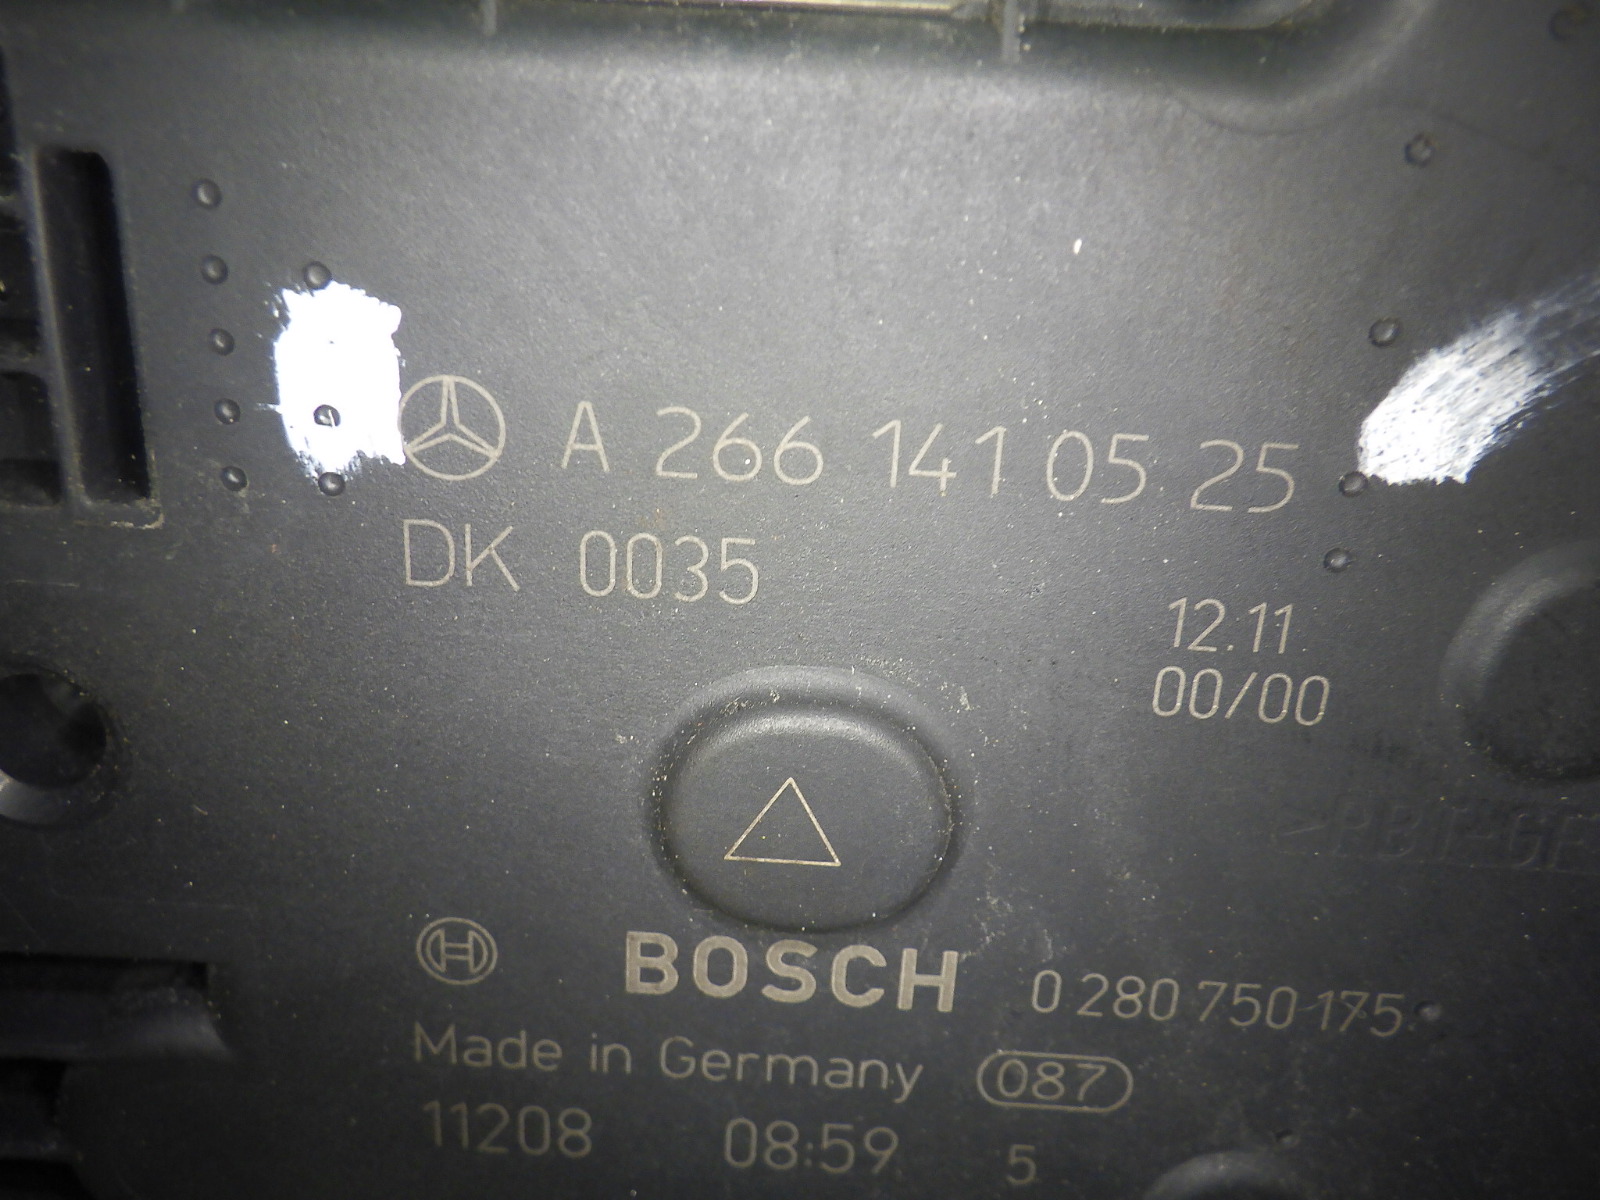 A 266 141 05 25
DK 0035
12.11
00/00
BOSCH 0 280 750 175
Made in Germany 087
11208 08:59 5